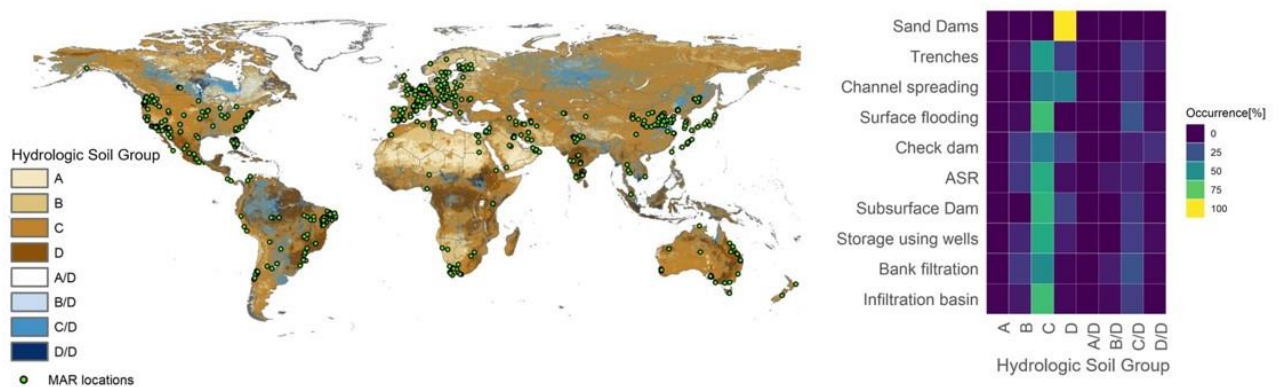 Hydrologic Soil Group
A
B
C
D
A/D
B/D
C/D
D/D
MAR locations
Sand Dams
Trenches
Channel spreading
Surface flooding
Check dam
ASR
Subsurface Dam
Storage using wells
Bank filtration
Infiltration basin
A
B
C
D
A/D
B/D
C/D
D/D
Hydrologic Soil Group
Occurrence[%]
0
25
50
75
100